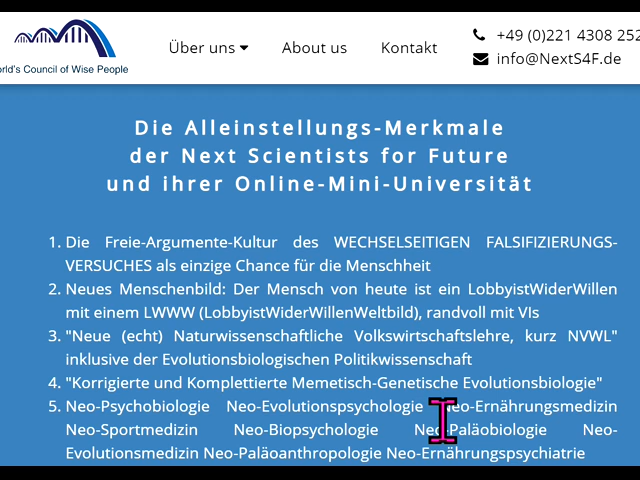 Über uns
About us
Kontakt
+49 (0)221 4308 252
info@NextS4F.de
Council of Wise People
Die Alleinstellungs-Merkmale
der Next Scientists for Future
und ihrer Online-Mini-Universität
1. Die Freie-Argumente-Kultur des WECHSELSEITIGEN FALSIFIZIERUNGS-
VERSUCHES als einzige Chance für die Menschheit
2. Neues Menschenbild: Der Mensch von heute ist ein LobbyistWiderWillen
mit einem LWWW (LobbyistWiderWillenWeltbild), randvoll mit VIs
3. "Neue (echt) Naturwissenschaftliche Volkswirtschaftslehre, kurz NVWL"
inklusive der Evolutionsbiologischen Politikwissenschaft
4. "Korrigierte und Komplettierte Memetisch-Genetische Evolutionsbiologie"
5. Neo-Psychobiologie Neo-Evolutionspsychologie Neo-Ernährungsmedizin
Neo-Sportmedizin Neo-Biopsychologie Neo-Paläobiologie Neo-
Evolutionsmedizin Neo-Paläoanthropologie Neo-Ernährungspsychiatrie